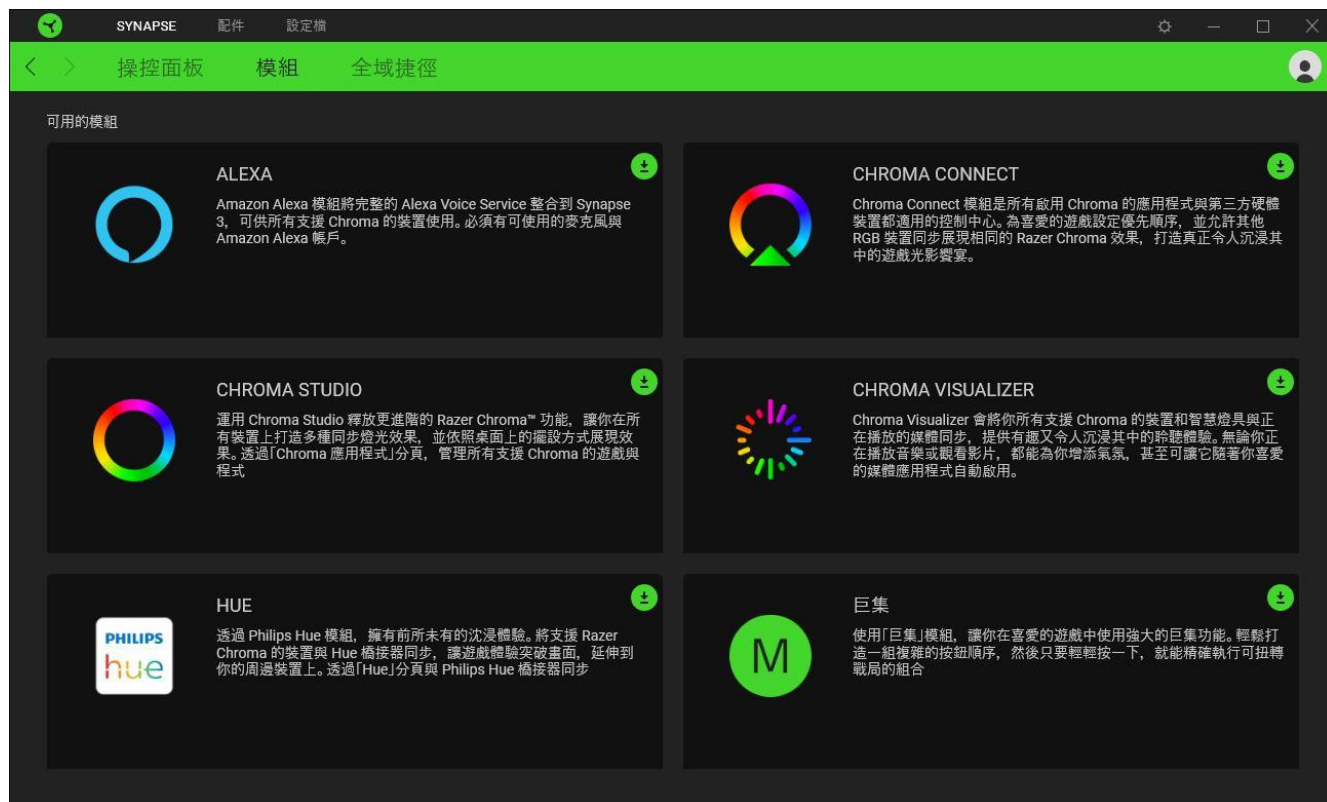 SYNAPSE 配件 設定檔
操控面板 模組 全域捷徑
可用的模組
ALEXA
Amazon Alexa 模組將完整的 Alexa Voice Service 整合到 Synapse
3，可供所有支援 Chroma 的裝置使用。必須有可使用的麥克風與
Amazon Alexa 帳戶。
CHROMA CONNECT
Chroma Connect 模組是所有啟用 Chroma 的應用程式與第三方硬體
裝置都適用的控制中心。為喜愛的遊戲設定優先順序，並允許其他
RGB 裝置同步展現相同的 Razer Chroma 效果，打造真正令人沉浸其
中的遊戲光影饗宴。
CHROMA STUDIO
運用 Chroma Studio 釋放更進階的 Razer Chroma™ 功能，讓你在所
有裝置上打造多種同步燈光效果，並依照桌面上的擺設方式展現效
果。透過「Chroma 應用程式」分頁，管理所有支援 Chroma 的遊戲與
程式
CHROMA VISUALIZER
Chroma Visualizer 會將你所有支援 Chroma 的裝置和智慧燈具與正
在播放的媒體同步，提供有趣又令人沉浸其中的聆聽體驗。無論你正
在播放音樂或觀看影片，都能為你增添氣氛，甚至可讓它隨著你喜愛
的媒體應用程式自動啟用。
PHILIPS
hue
HUE
透過 Philips Hue 模組，擁有前所未有的沈浸體驗。將支援 Razer
Chroma 的裝置與 Hue 橋接器同步，讓遊戲體驗突破畫面，延伸到
你的周邊裝置上。透過「Hue」分頁與 Philips Hue 橋接器同步
M
巨集
使用「巨集」模組，讓你在喜愛的遊戲中使用強大的巨集功能。輕鬆打
造一組複雜的按鈕順序，然後只要輕輕按一下，就能精確執行可扭轉
戰局的組合